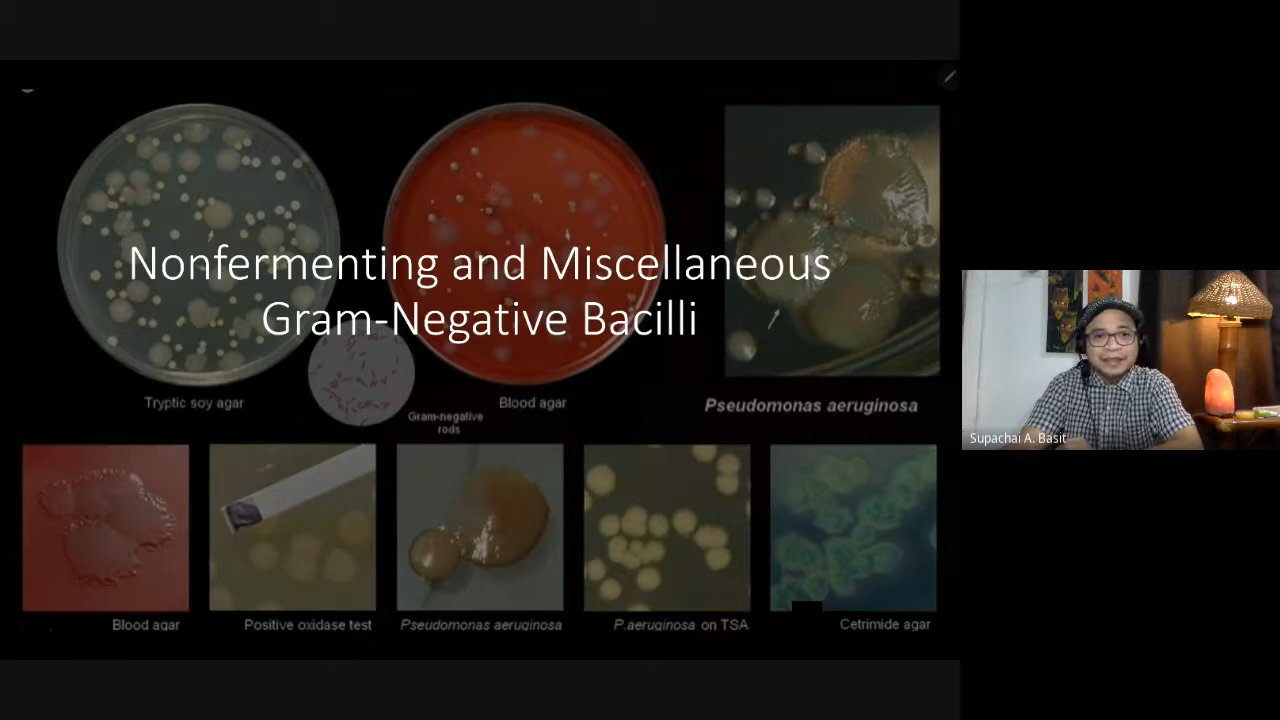 Nonfermenting and Miscellaneous
Gram-Negative Bacilli
Tryptic soy agar
Gram-negative
rods
Blood agar
Pseudomonas aeruginosa
Blood agar
Positive oxidase test
Pseudomonas aeruginosa
P.aeruginosa on TSA
Cetrimide agar
Supachai A. Basit